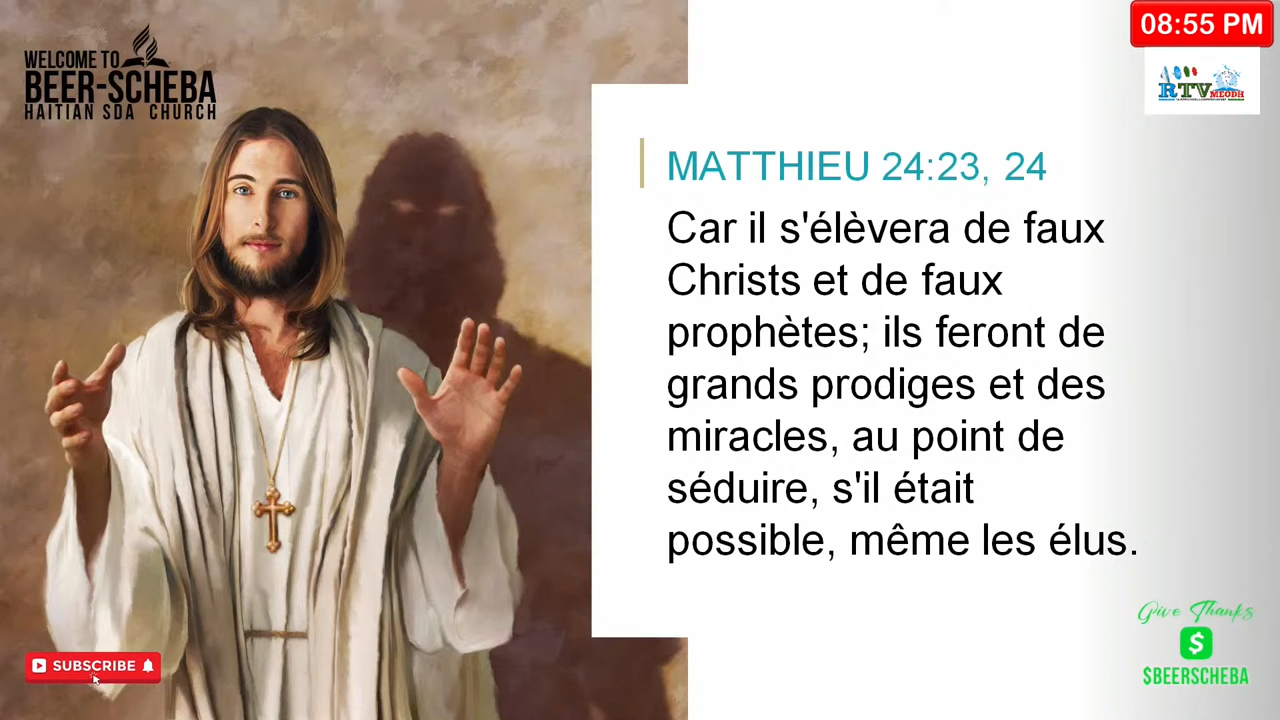 WELCOME TO
BEER-SCHEBA
HAITIAN SDA CHURCH
08:55 PM
RTV MEODH
MATTHIEU 24:23, 24
Car il s'élèvera de faux
Christs et de faux
prophètes; ils feront de
grands prodiges et des
miracles, au point de
séduire, s'il était
possible, même les élus.
SUBSCRIBE
Give Thanks
$
$BEERSCHEBA